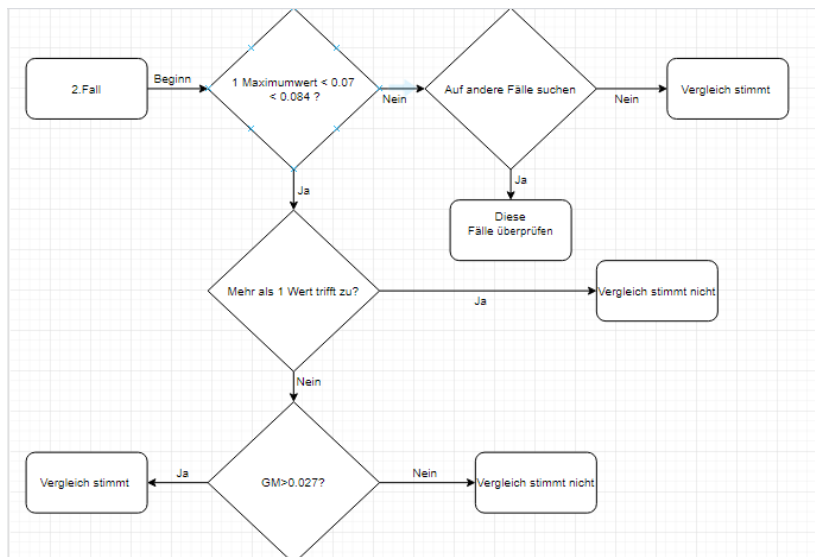 2.Fall
Beginn
1 Maximumwert < 0.07
< 0.084 ?
Nein
Auf andere Fälle suchen
Nein
Vergleich stimmt
Ja
Ja
Diese
Fälle überprüfen
Mehr als 1 Wert trifft zu?
Ja
Vergleich stimmt nicht
Nein
Vergleich stimmt
Ja
GM>0.027?
Nein
Vergleich stimmt nicht